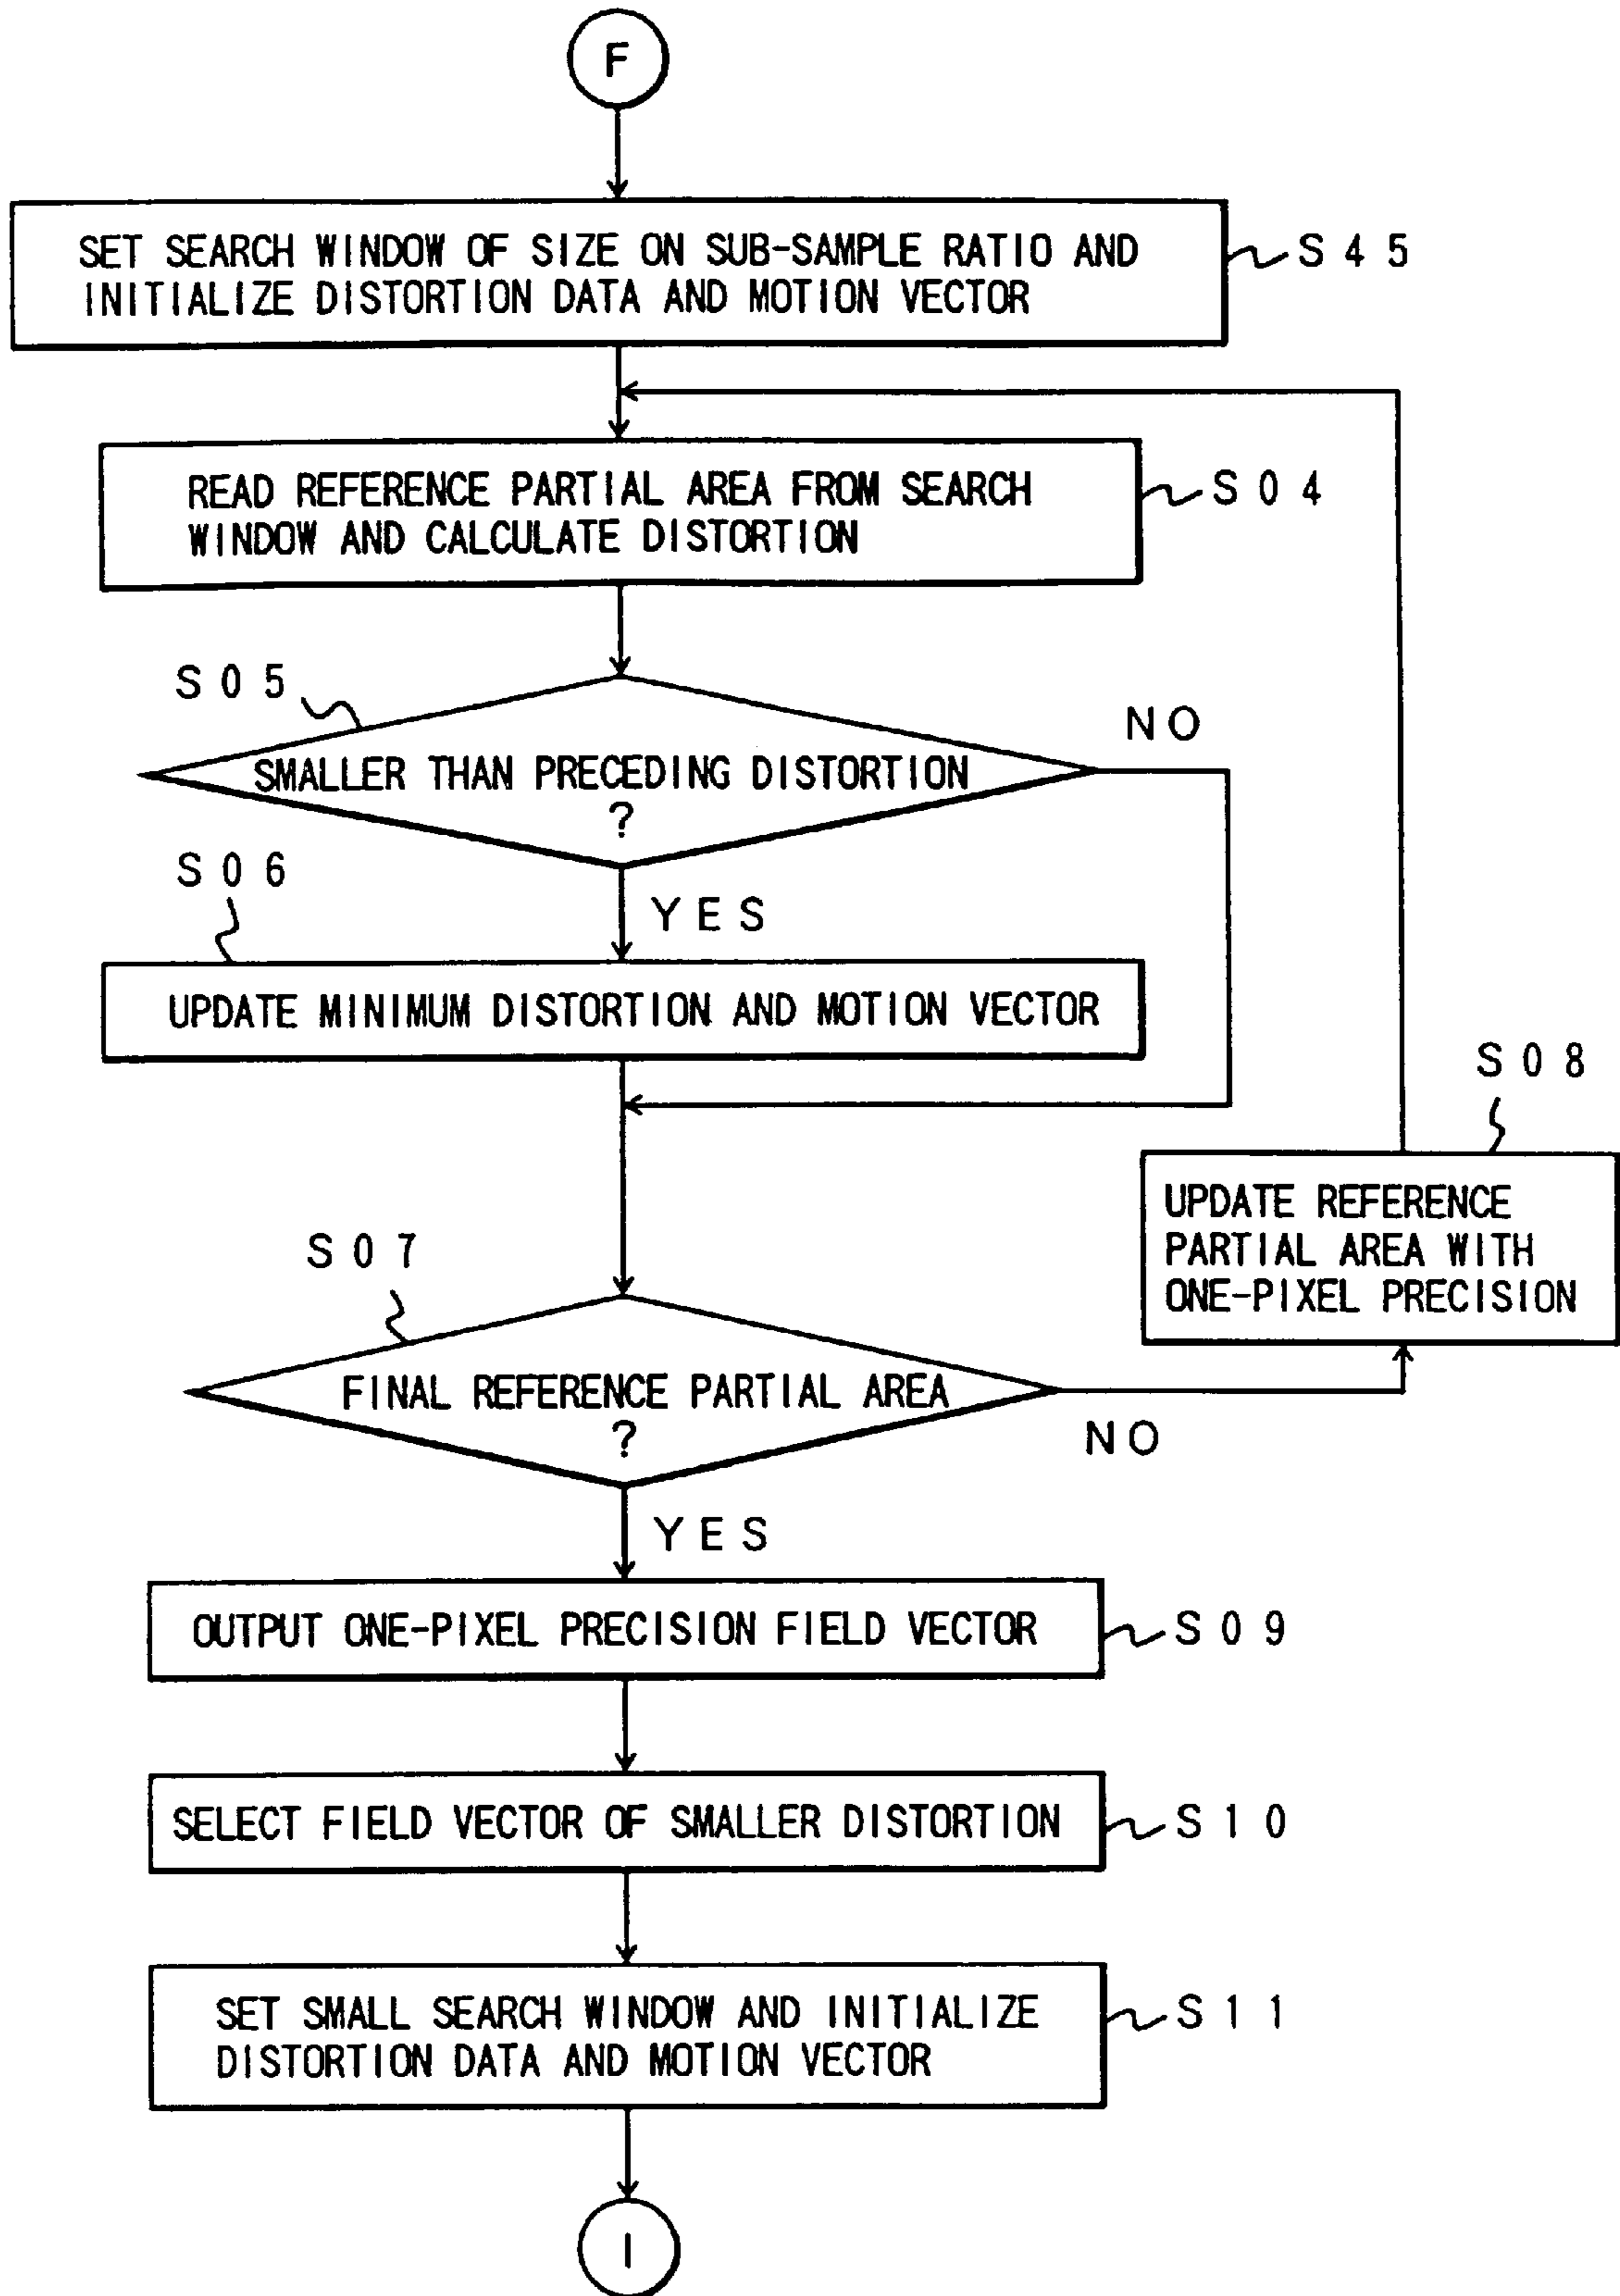 F
SET SEARCH WINDOW OF SIZE ON SUB-SAMPLE RATIO AND
INITIALIZE DISTORTION DATA AND MOTION VECTOR
S45
READ REFERENCE PARTIAL AREA FROM SEARCH
WINDOW AND CALCULATE DISTORTION
S04
S05
SMALLER THAN PRECEDING DISTORTION
?
NO
YES
S06
UPDATE MINIMUM DISTORTION AND MOTION VECTOR
S08
UPDATE REFERENCE
PARTIAL AREA WITH
ONE-PIXEL PRECISION
S07
FINAL REFERENCE PARTIAL AREA
?
NO
YES
OUTPUT ONE-PIXEL PRECISION FIELD VECTOR
S09
SELECT FIELD VECTOR OF SMALLER DISTORTION
S10
SET SMALL SEARCH WINDOW AND INITIALIZE
DISTORTION DATA AND MOTION VECTOR
S11
I